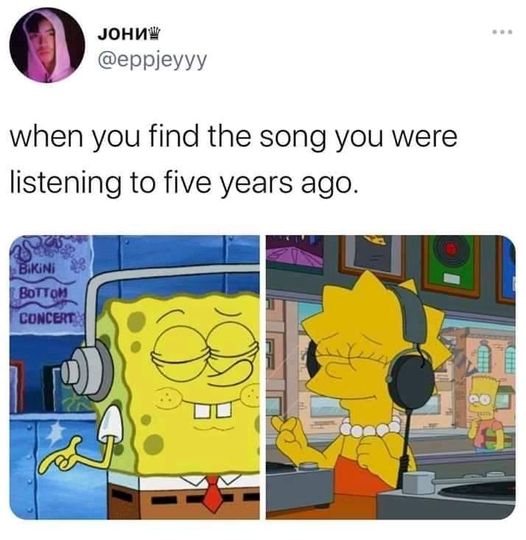 JOHИ♛
@eppjeyyy
when you find the song you were
listening to five years ago.
BiKiNi
BOTTOM
CONCERT